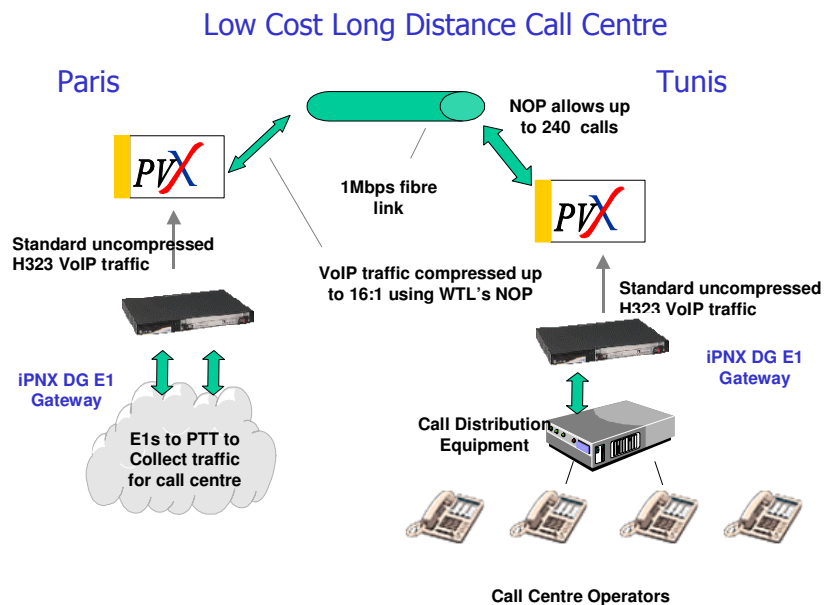 Low Cost Long Distance Call Centre
Paris
Tunis
NOP allows up
to 240 calls
PVX
1Mbps fibre
link
PVX
Standard uncompressed
H323 VoIP traffic
VoIP traffic compressed up
to 16:1 using WTL's NOP
Standard uncompressed
H323 VoIP traffic
iPNX DG E1
Gateway
iPNX DG E1
Gateway
E1s to PTT to
Collect traffic
for call centre
Call Distribution
Equipment
Call Centre Operators